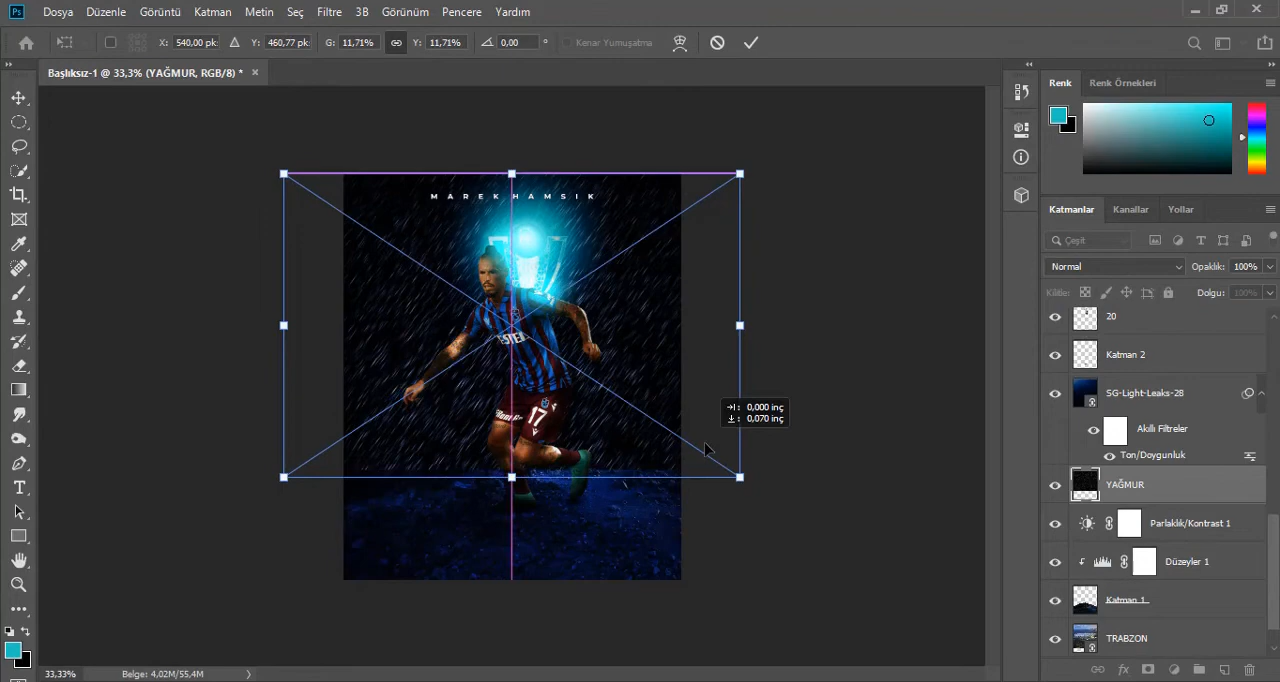 Ps Dosya Düzenle Görüntü Katman Metin Seç Filtre 3B Görünüm Pencere Yardım
X: 540,00 pk: Y: 460,77 pk: G: 11,71% Y: 11,71% 0,00 ° Kenar Yumuşatma
Başlıksız-1 @ 33,3% (YAĞMUR, RGB/8) *
Renk Renk Örnekleri
MAREK HAMSIK
17
0,000 inç
0,070 inç
Katmanlar Kanallar Yollar
Çeşit
Normal Opaklık: 100%
Kilitler: Dolgu: 100%
20
Katman 2
SG-Light-Leaks-28
Akıllı Filtreler
Ton/Doygunluk
YAĞMUR
Parlaklık/Kontrast 1
Düzeyler 1
Katman 1
TRABZON
33,33% Belge: 4,02M/55,4M